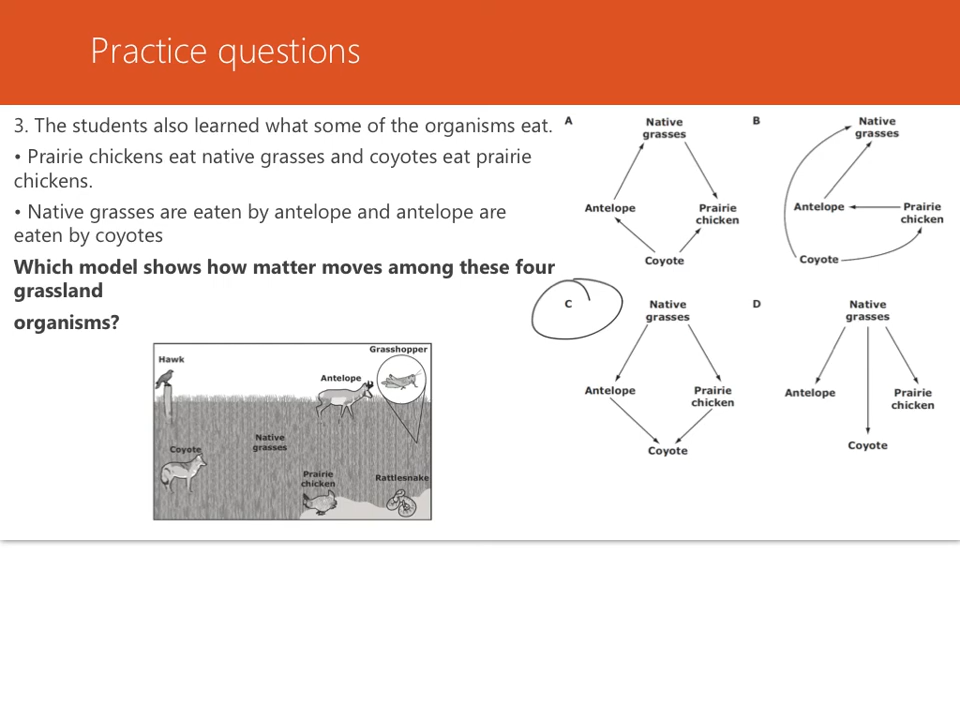 Practice questions
3. The students also learned what some of the organisms eat.
• Prairie chickens eat native grasses and coyotes eat prairie
chickens.
• Native grasses are eaten by antelope and antelope are
eaten by coyotes
Which model shows how matter moves among these four
grassland
organisms?
Hawk
Grasshopper
Antelope
Coyote
Native
grasses
Prairie
chicken
Rattlesnake
A
Native
grasses
Antelope
Prairie
chicken
Coyote
B
Native
grasses
Antelope
Prairie
chicken
Coyote
C
Native
grasses
Antelope
Prairie
chicken
Coyote
D
Native
grasses
Antelope
Prairie
chicken
Coyote